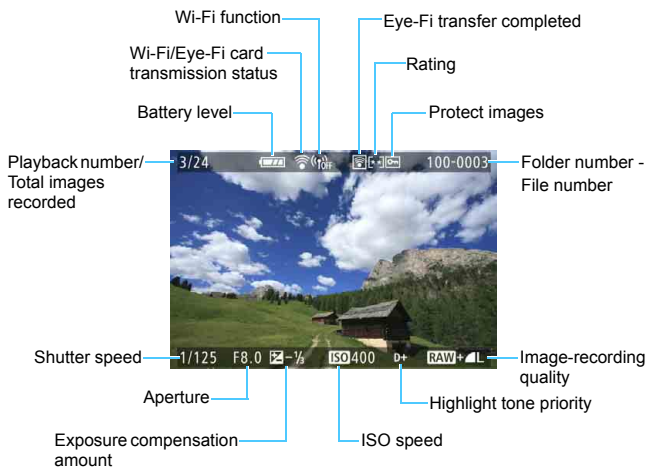 Wi-Fi function
Eye-Fi transfer completed
Wi-Fi/Eye-Fi card
transmission status
Rating
Battery level
Protect images
Playback number/
Total images
recorded
3/24 OFF 100-0003
Folder number -
File number
Shutter speed
1/125 F8.0 -1/3 ISO 400 D+ RAW+L
Image-recording
quality
Aperture
Highlight tone priority
Exposure compensation
amount
ISO speed